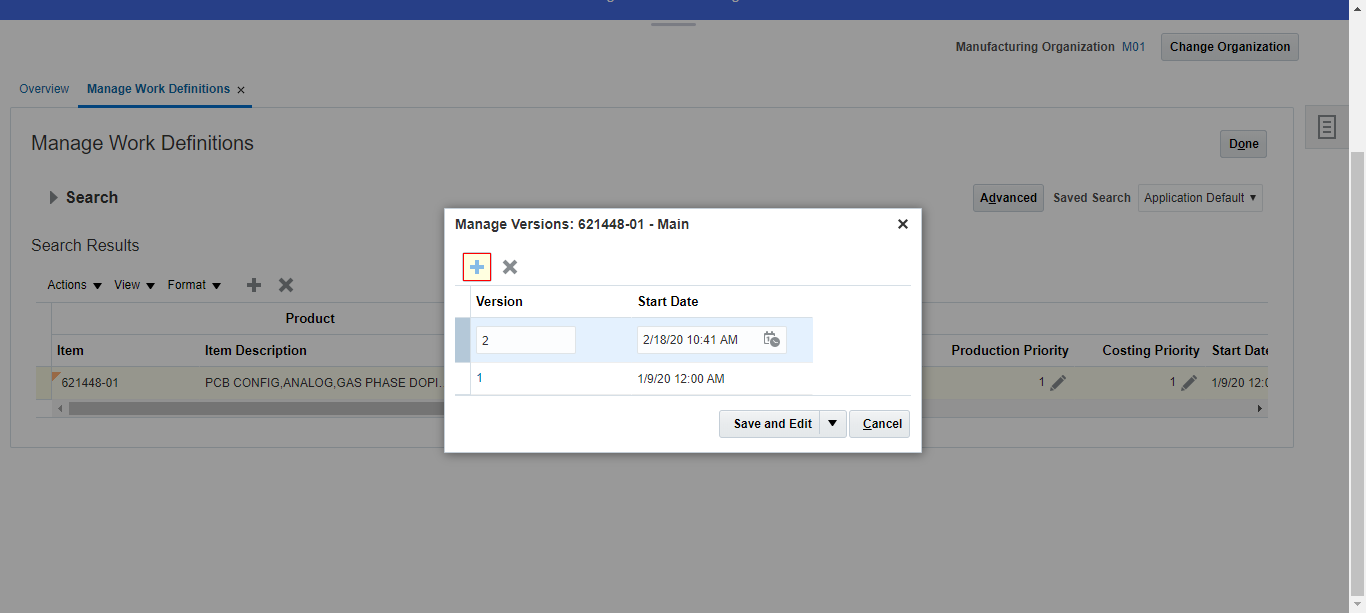 Manufacturing Organization M01 Change Organization
Overview Manage Work Definitions ×
Manage Work Definitions
Done
Search
Advanced Saved Search Application Default
Search Results
Actions View Format
Product
Item Item Description Production Priority Costing Priority Start Date
621448-01 PCB CONFIG,ANALOG,GAS PHASE DOPI. 1 1 1/9/20 12:0
Manage Versions: 621448-01 - Main
Version Start Date
2 2/18/20 10:41 AM
1 1/9/20 12:00 AM
Save and Edit Cancel